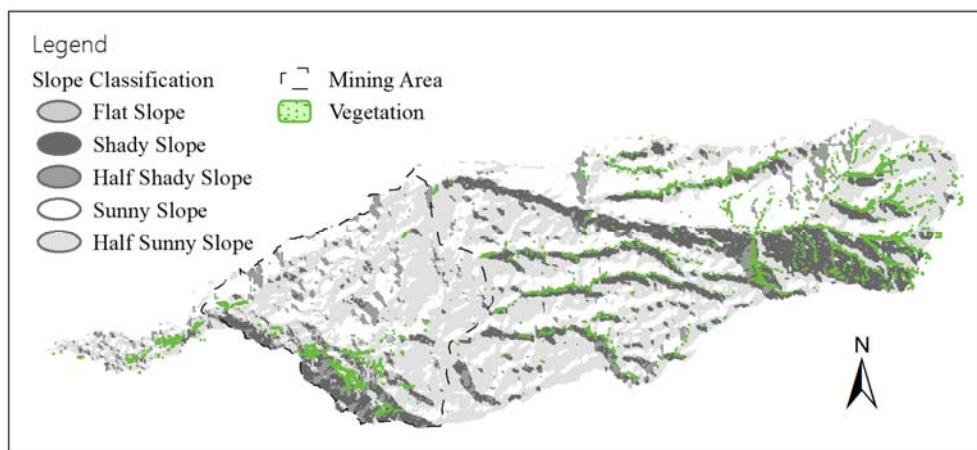 Legend
Slope Classification
Flat Slope
Shady Slope
Half Shady Slope
Sunny Slope
Half Sunny Slope
Mining Area
Vegetation
N